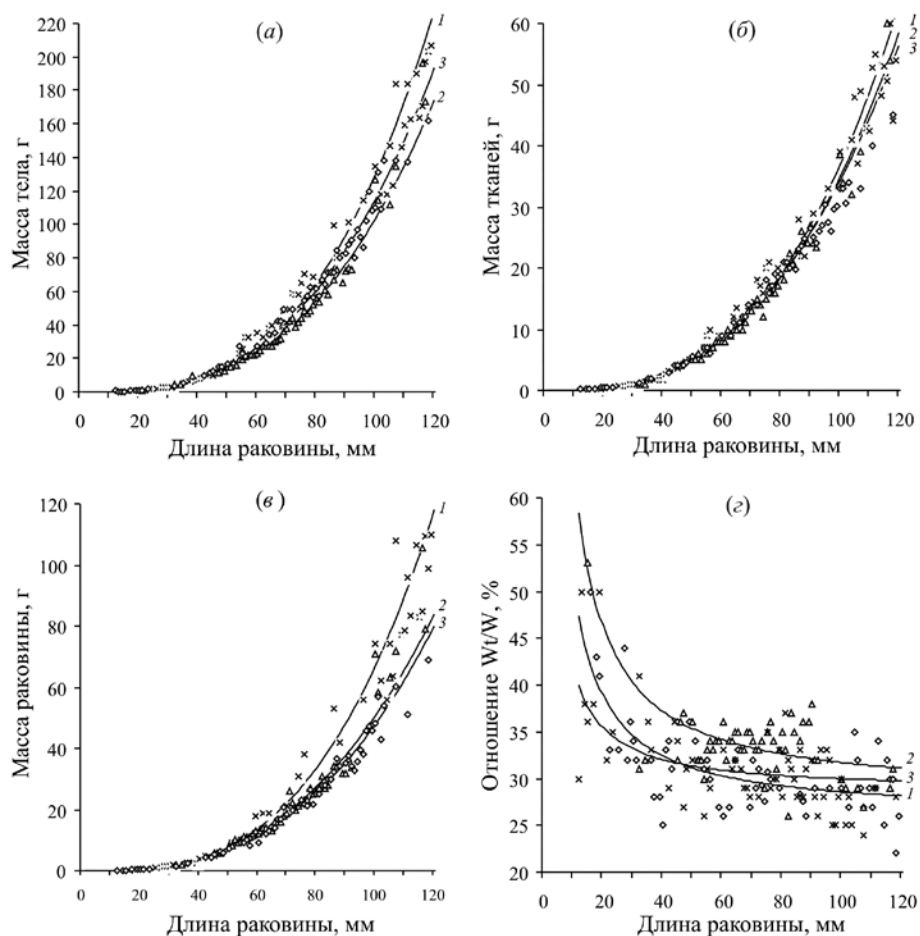 (а)
Масса тела, г
220
200
180
160
140
120
100
80
60
40
20
0
0 20 40 60 80 100 120
Длина раковины, мм
1
3
2
(б)
Масса тканей, г
60
50
40
30
20
10
0
0 20 40 60 80 100 120
Длина раковины, мм
1
2
3
(в)
Масса раковины, г
120
100
80
60
40
20
0
0 20 40 60 80 100 120
Длина раковины, мм
1
2
3
(г)
Отношение Wt/W, %
60
55
50
45
40
35
30
25
20
0 20 40 60 80 100 120
Длина раковины, мм
2
3
1